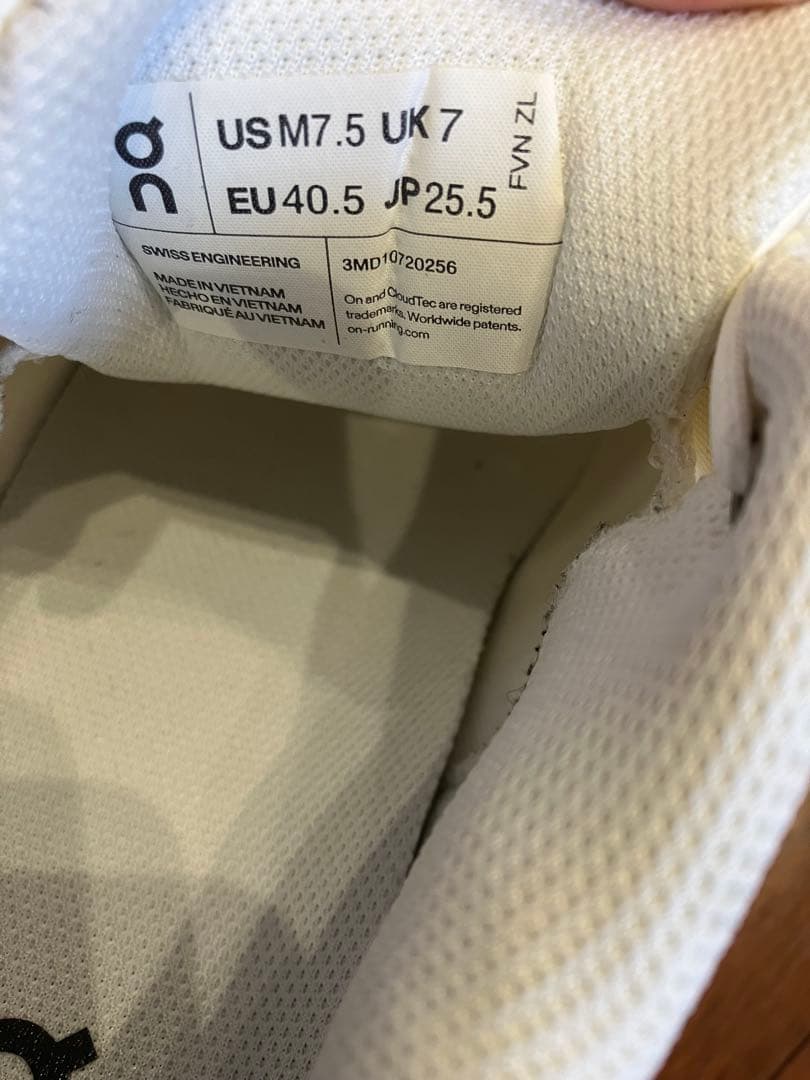 US M7.5 UK 7
EU 40.5 JP 25.5
FVN ZL
SWISS ENGINEERING
MADE IN VIETNAM
HECHO EN VIETNAM
FABRIQUÉ AU VIETNAM
3MD10720256
On and CloudTec are registered
trademarks. Worldwide patents.
on-running.com